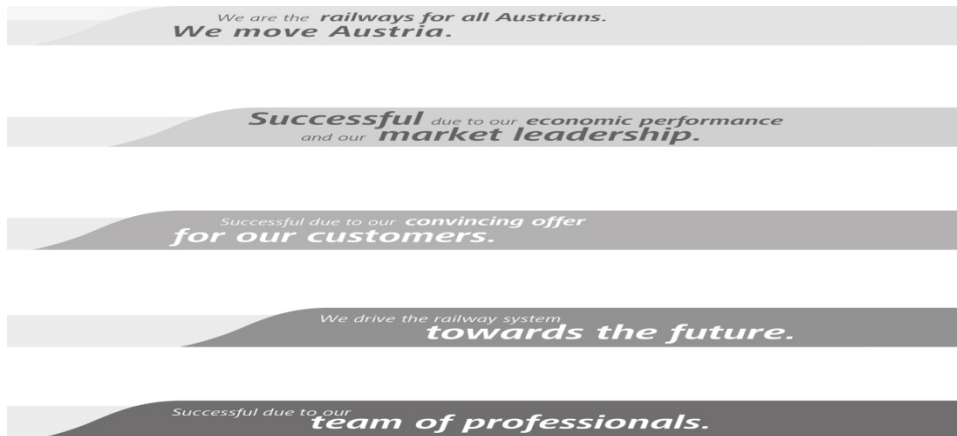 We are the railways for all Austrians.
We move Austria.
Successful due to our economic performance
and our market leadership.
Successful due to our convincing offer
for our customers.
We drive the railway system
towards the future.
Successful due to our
team of professionals.